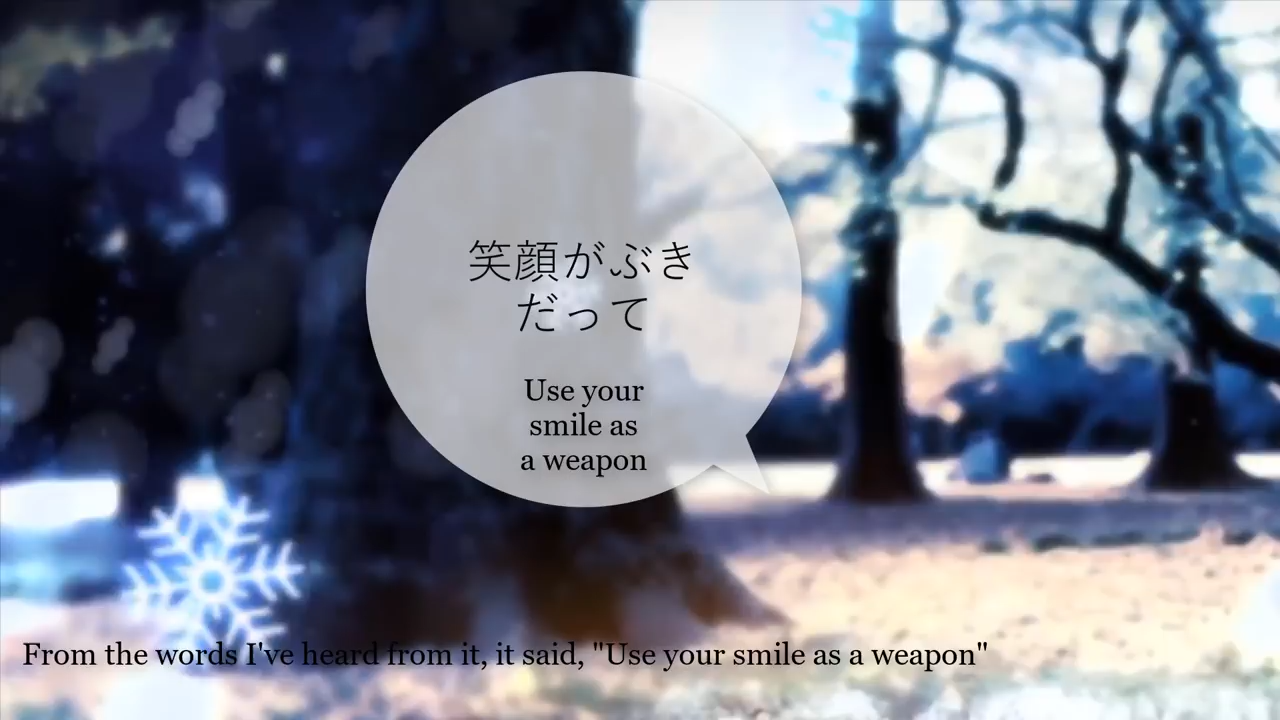 笑顔がぶき
だって
Use your
smile as
a weapon
From the words I've heard from it, it said, "Use your smile as a weapon"